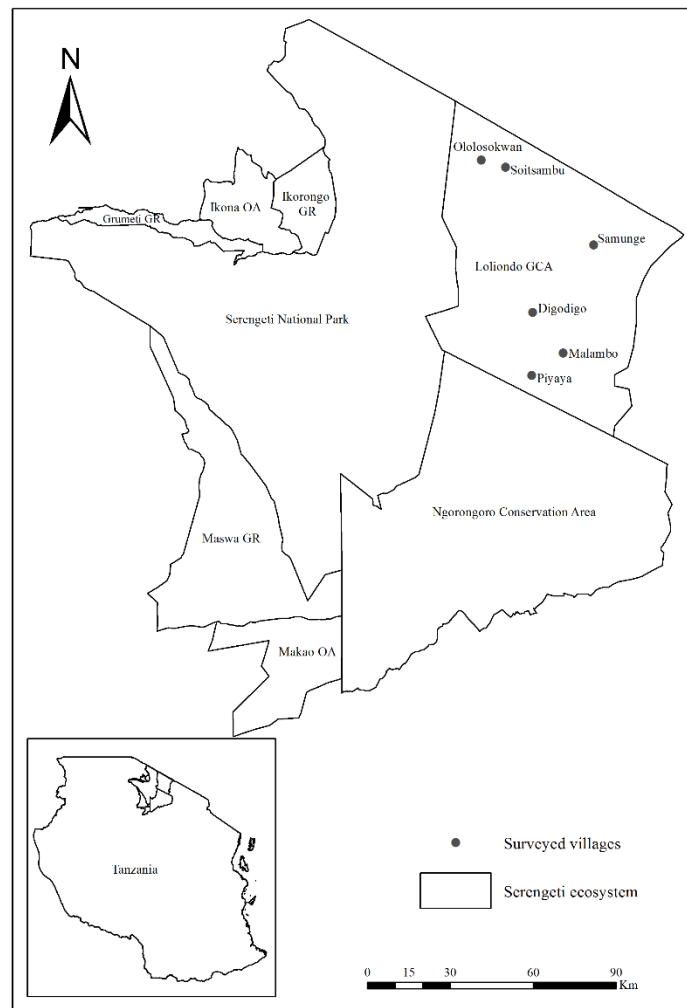 N
Ololosokwan
Soitsambu
Ikona OA
Ikorongo
GR
Grumeti GR
Samunge
Loliondo GCA
Serengeti National Park
Digodigo
Malambo
Piyaya
Ngorongoro Conservation Area
Maswa GR
Makao OA
Tanzania
Surveyed villages
Serengeti ecosystem
0 15 30 60 90
Km